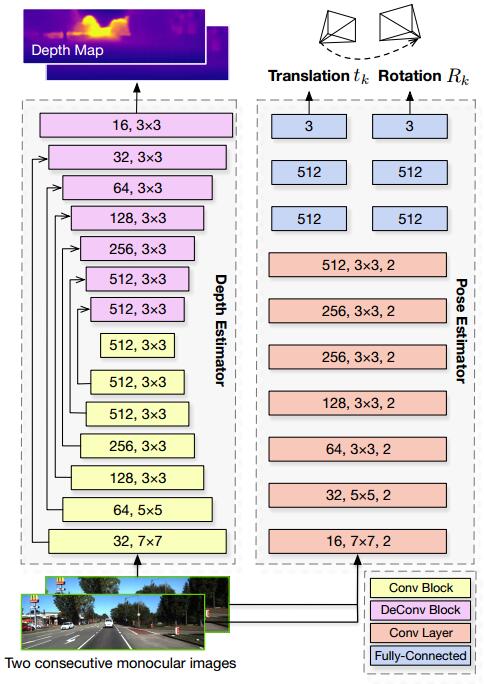 Depth Map
Translation tk Rotation Rk
16, 3×3
32, 3×3
64, 3×3
128, 3×3
256, 3×3
512, 3×3
512, 3×3
512, 3×3
512, 3×3
512, 3×3
256, 3×3
128, 3×3
64, 5×5
32, 7×7
Depth Estimator
3
3
512
512
512
512
512, 3×3, 2
256, 3×3, 2
256, 3×3, 2
128, 3×3, 2
64, 3×3, 2
32, 5×5, 2
16, 7×7, 2
Pose Estimator
Two consecutive monocular images
Conv Block
DeConv Block
Conv Layer
Fully-Connected